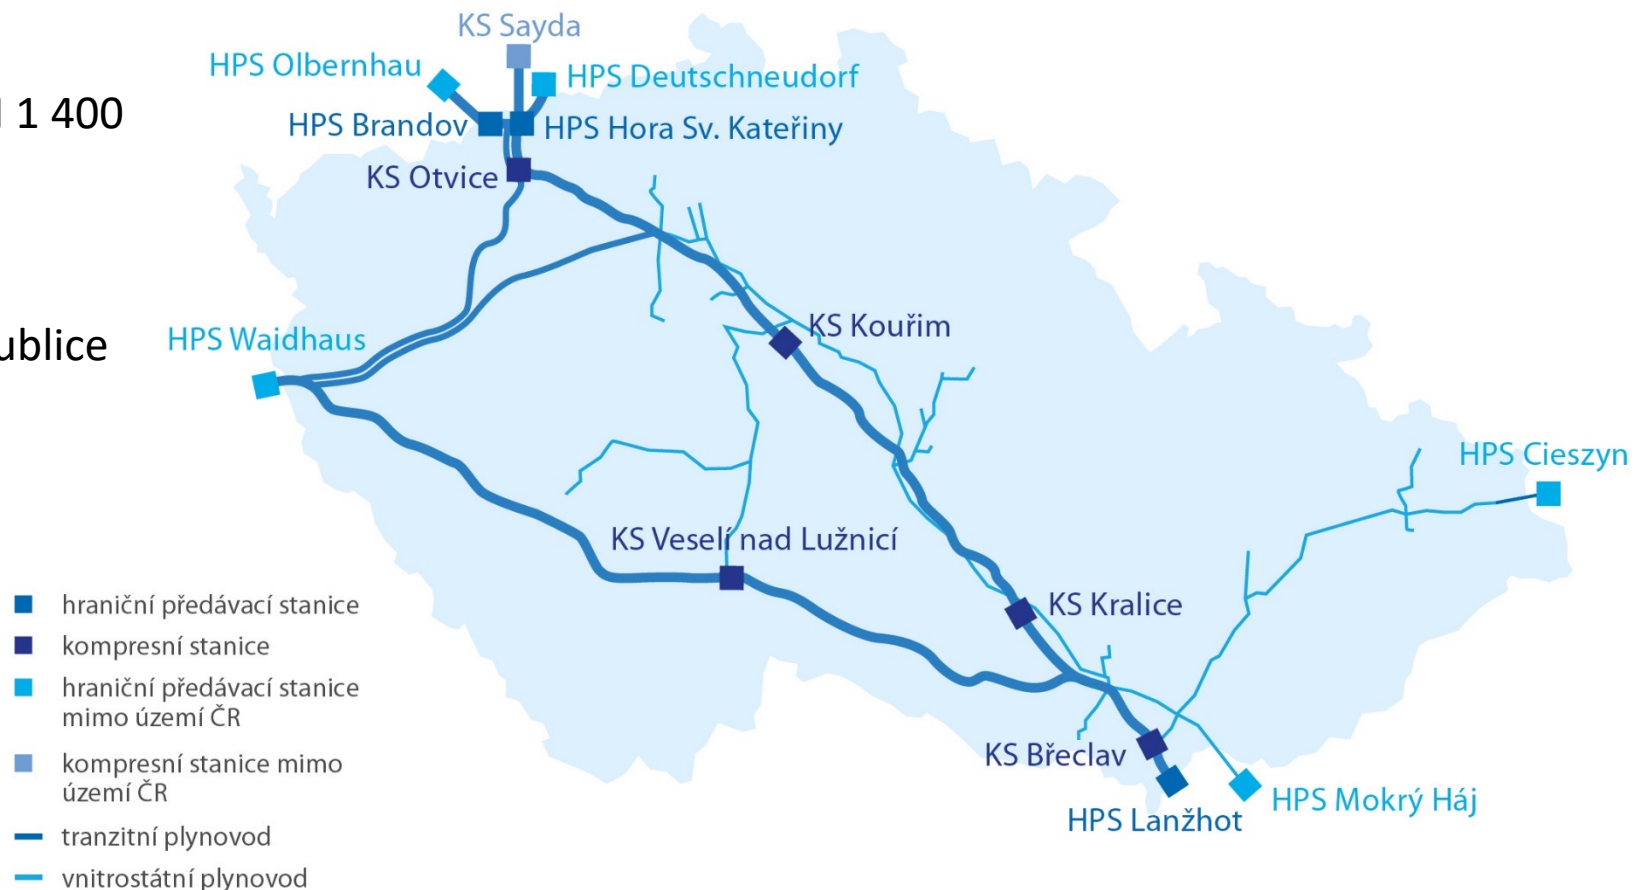 KS Sayda
HPS Olbernhau
HPS Deutschneudorf
1 400
HPS Brandov
HPS Hora Sv. Kateřiny
KS Otvice
KS Kouřim
ublice
HPS Waidhaus
HPS Cieszyn
KS Veselí nad Lužnicí
KS Kralice
hraniční předávací stanice
kompresní stanice
hraniční předávací stanice
mimo území ČR
KS Břeclav
kompresní stanice mimo
území ČR
HPS Mokrý Háj
HPS Lanžhot
tranzitní plynovod
vnitrostátní plynovod